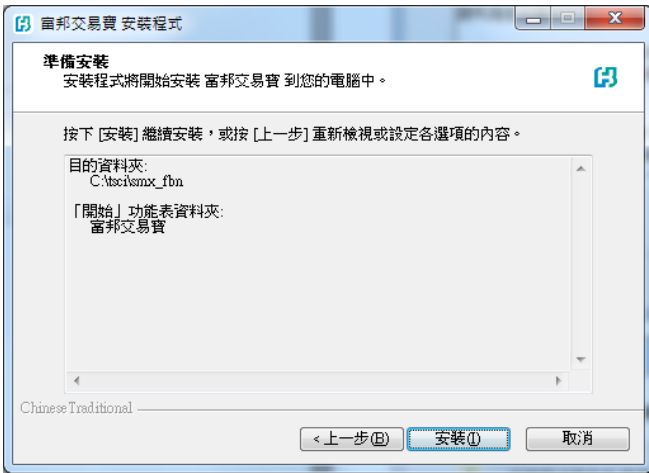 富邦交易寶 安裝程式
準備安裝
安裝程式將開始安裝 富邦交易寶 到您的電腦中。
按下 [安裝] 繼續安裝，或按 [上一步] 重新檢視或設定各選項的內容。
目的資料夾:
C:\tsci\smx_fbn
「開始」功能表資料夾:
富邦交易寶
Chinese Traditional
< 上一步(B)
安裝(I)
取消